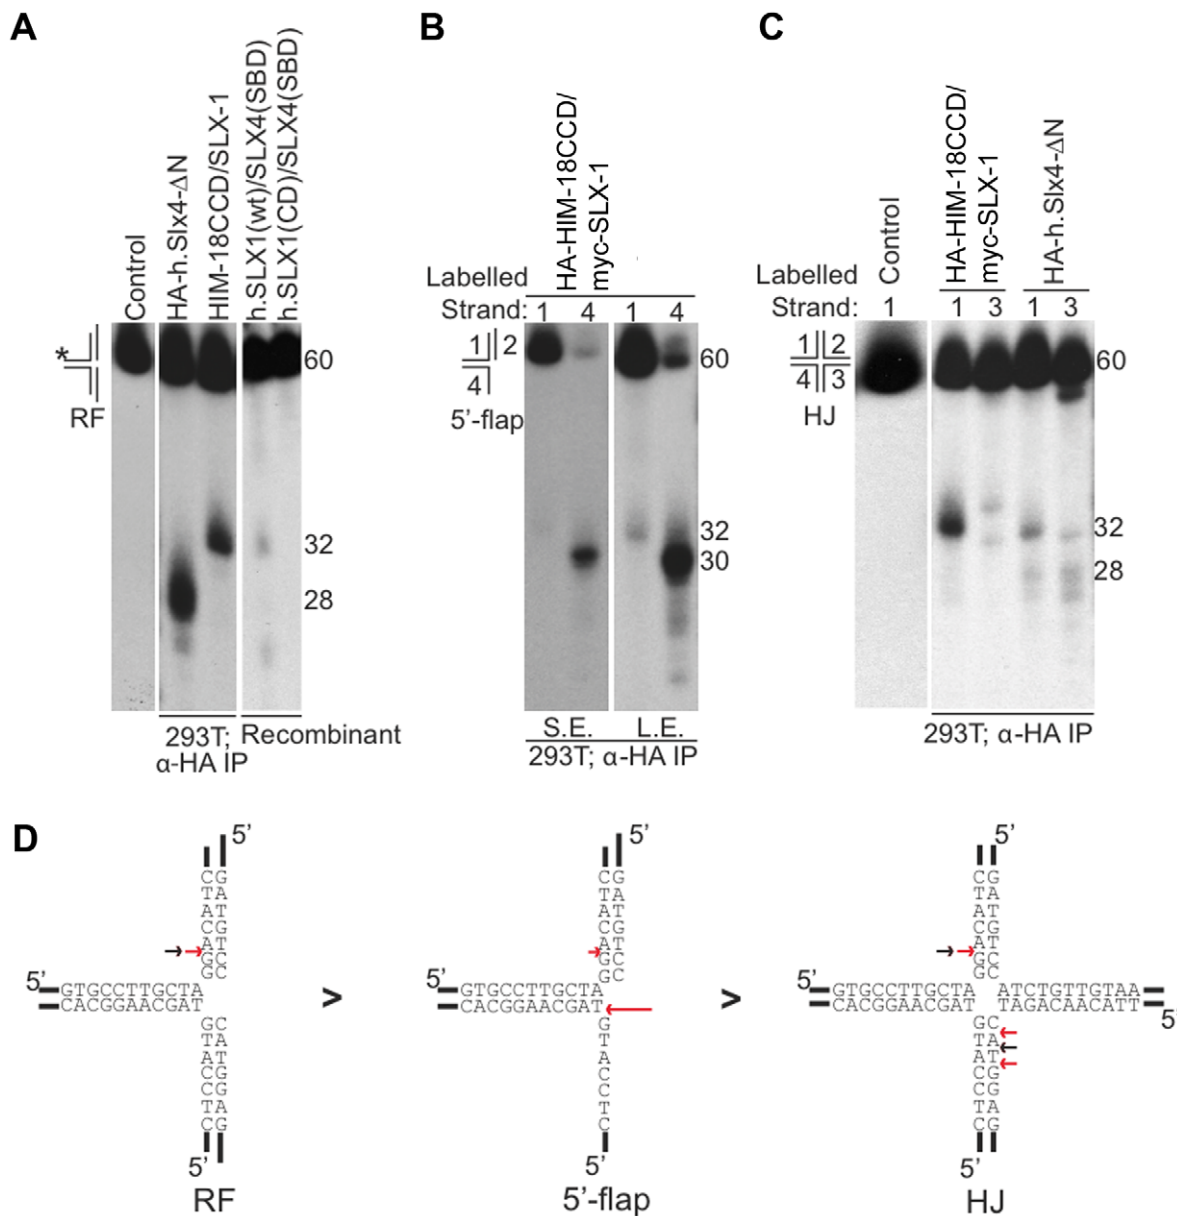 A
Control
HA-h.Slx4-ΔN
HIM-18CCD/SLX-1
h.SLX1(wt)/SLX4(SBD)
h.SLX1(CD)/SLX4(SBD)
*
RF
60
32
28
293T;
α-HA IP
Recombinant
B
HA-HIM-18CCD/
myc-SLX-1
Labelled
Strand: 1 4 1 4
1 2
4
5'-flap
60
32
30
S.E. L.E.
293T; α-HA IP
C
Control
HA-HIM-18CCD/
myc-SLX-1
HA-h.Slx4-ΔN
Labelled
Strand: 1 1 3 1 3
1 2
4 3
HJ
60
32
28
293T; α-HA IP
D
5'
C G
T A
A T
C G
A T
G C
G C
5'
GTGCCTTGCTA
CACGGAACGAT
G C
T A
A T
C G
C G
T A
C G
5'
RF
>
5'
C G
T A
A T
C G
A T
G C
G C
5'
GTGCCTTGCTA
CACGGAACGAT
G
T
A
C
C
T
C
5'
5'-flap
>
5'
C G
T A
A T
C G
A T
G C
G C
5'
GTGCCTTGCTA ATCTGTTGTAA
CACGGAACGAT TAGACAACATT
5'
G C
T A
A T
C G
C G
T A
C G
5'
HJ